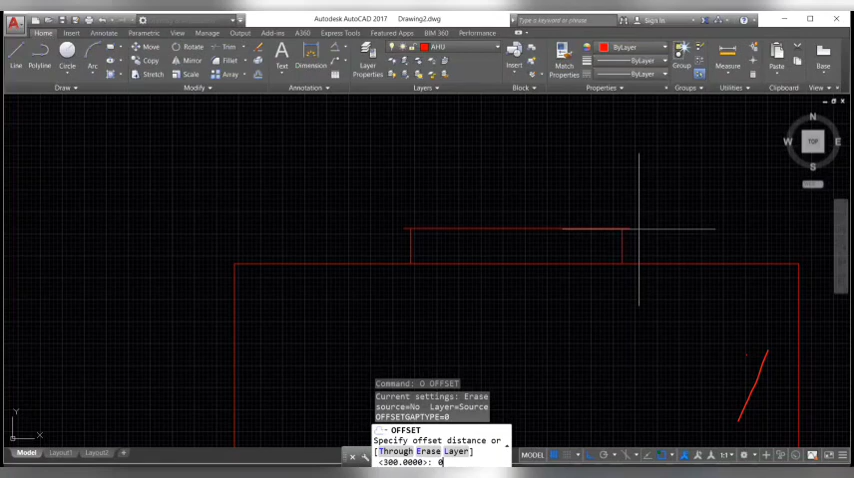 Autodesk AutoCAD 2017 Drawing2.dwg
Type a keyword or phrase
Sign In
Home Insert Annotate Parametric View Manage Output Add-ins A360 Express Tools Featured Apps BIM 360 Performance
Line Polyline Circle Arc
Move Rotate Trim
Copy Mirror Fillet
Stretch Scale Array
Text Dimension
Layer Properties
AHU
Insert
Match Properties
ByLayer
ByLayer
ByLayer
Group
Measure
Paste
Base
Draw Modify Annotation Layers Block Properties Groups Utilities Clipboard View
N
W TOP E
S
Command: O OFFSET
Current settings: Erase
source=No Layer=Source
OFFSETGAPTYPE=0
OFFSET
Specify offset distance or
[Through Erase Layer]
<300.0000>: 0
Y
X
Model Layout1 Layout2 +
MODEL
1:1